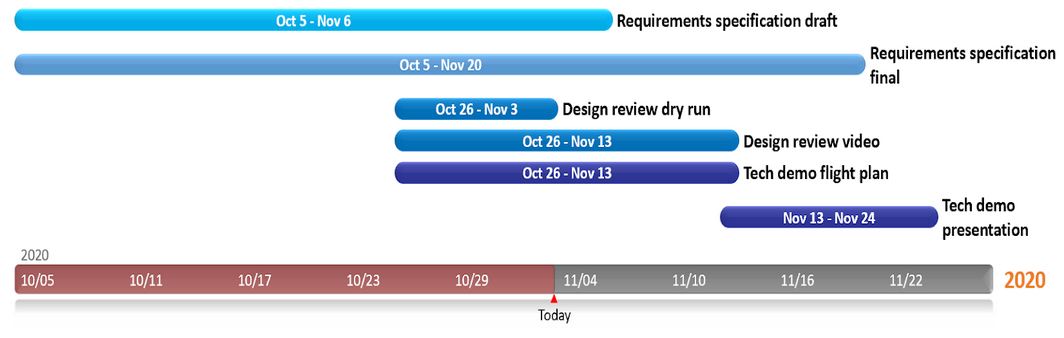 Oct 5 - Nov 6
Requirements specification draft
Oct 5 - Nov 20
Requirements specification
final
Oct 26 - Nov 3
Design review dry run
Oct 26 - Nov 13
Design review video
Oct 26 - Nov 13
Tech demo flight plan
Nov 13 - Nov 24
Tech demo
presentation
2020
10/05 10/11 10/17 10/23 10/29 11/04 11/10 11/16 11/22
2020
Today